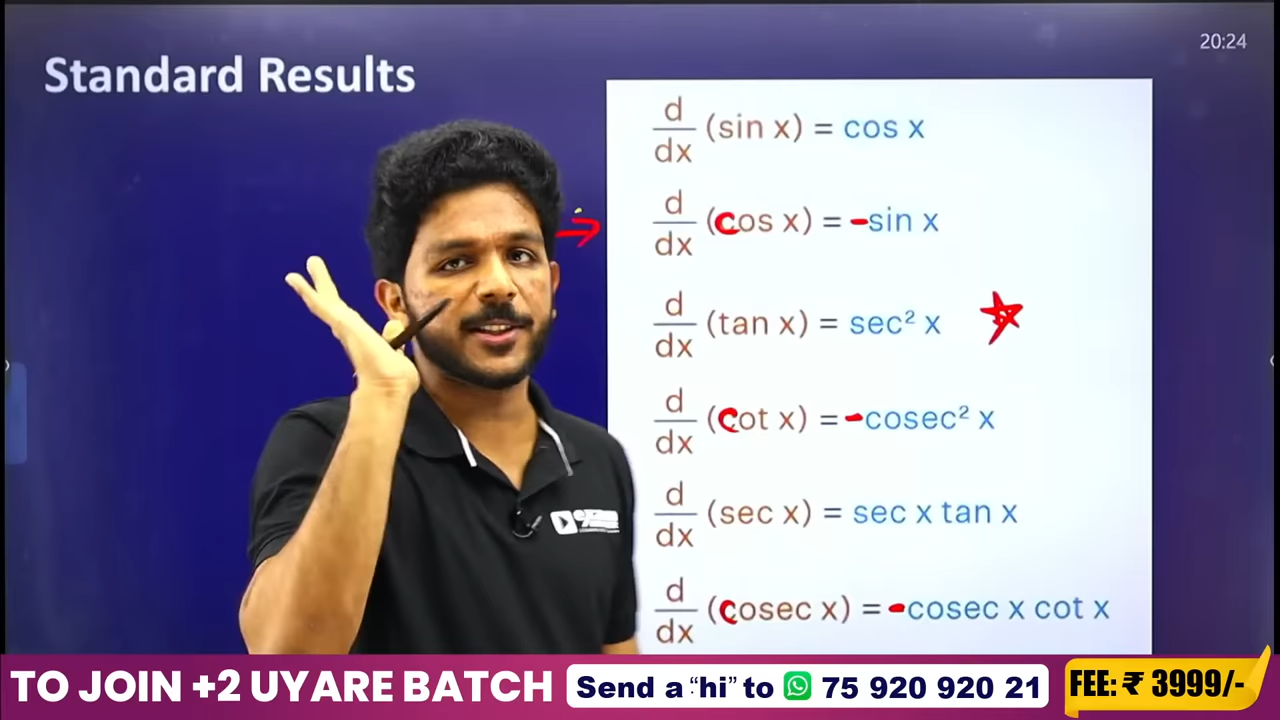 20:24
Standard Results
d/dx (sin x) = cos x
d/dx (cos x) = -sin x
d/dx (tan x) = sec² x
d/dx (cot x) = -cosec² x
d/dx (sec x) = sec x tan x
d/dx (cosec x) = -cosec x cot x
TO JOIN +2 UYARE BATCH
Send a “hi” to 75 920 920 21
FEE: ₹ 3999/-